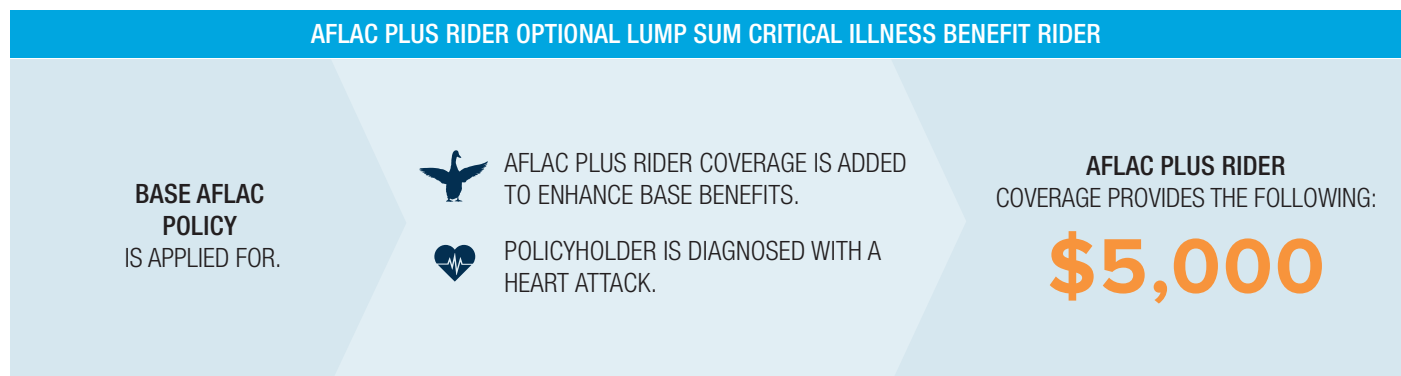 AFLAC PLUS RIDER OPTIONAL LUMP SUM CRITICAL ILLNESS BENEFIT RIDER
BASE AFLAC
POLICY
IS APPLIED FOR.
AFLAC PLUS RIDER COVERAGE IS ADDED
TO ENHANCE BASE BENEFITS.
POLICYHOLDER IS DIAGNOSED WITH A
HEART ATTACK.
AFLAC PLUS RIDER
COVERAGE PROVIDES THE FOLLOWING:
$5,000